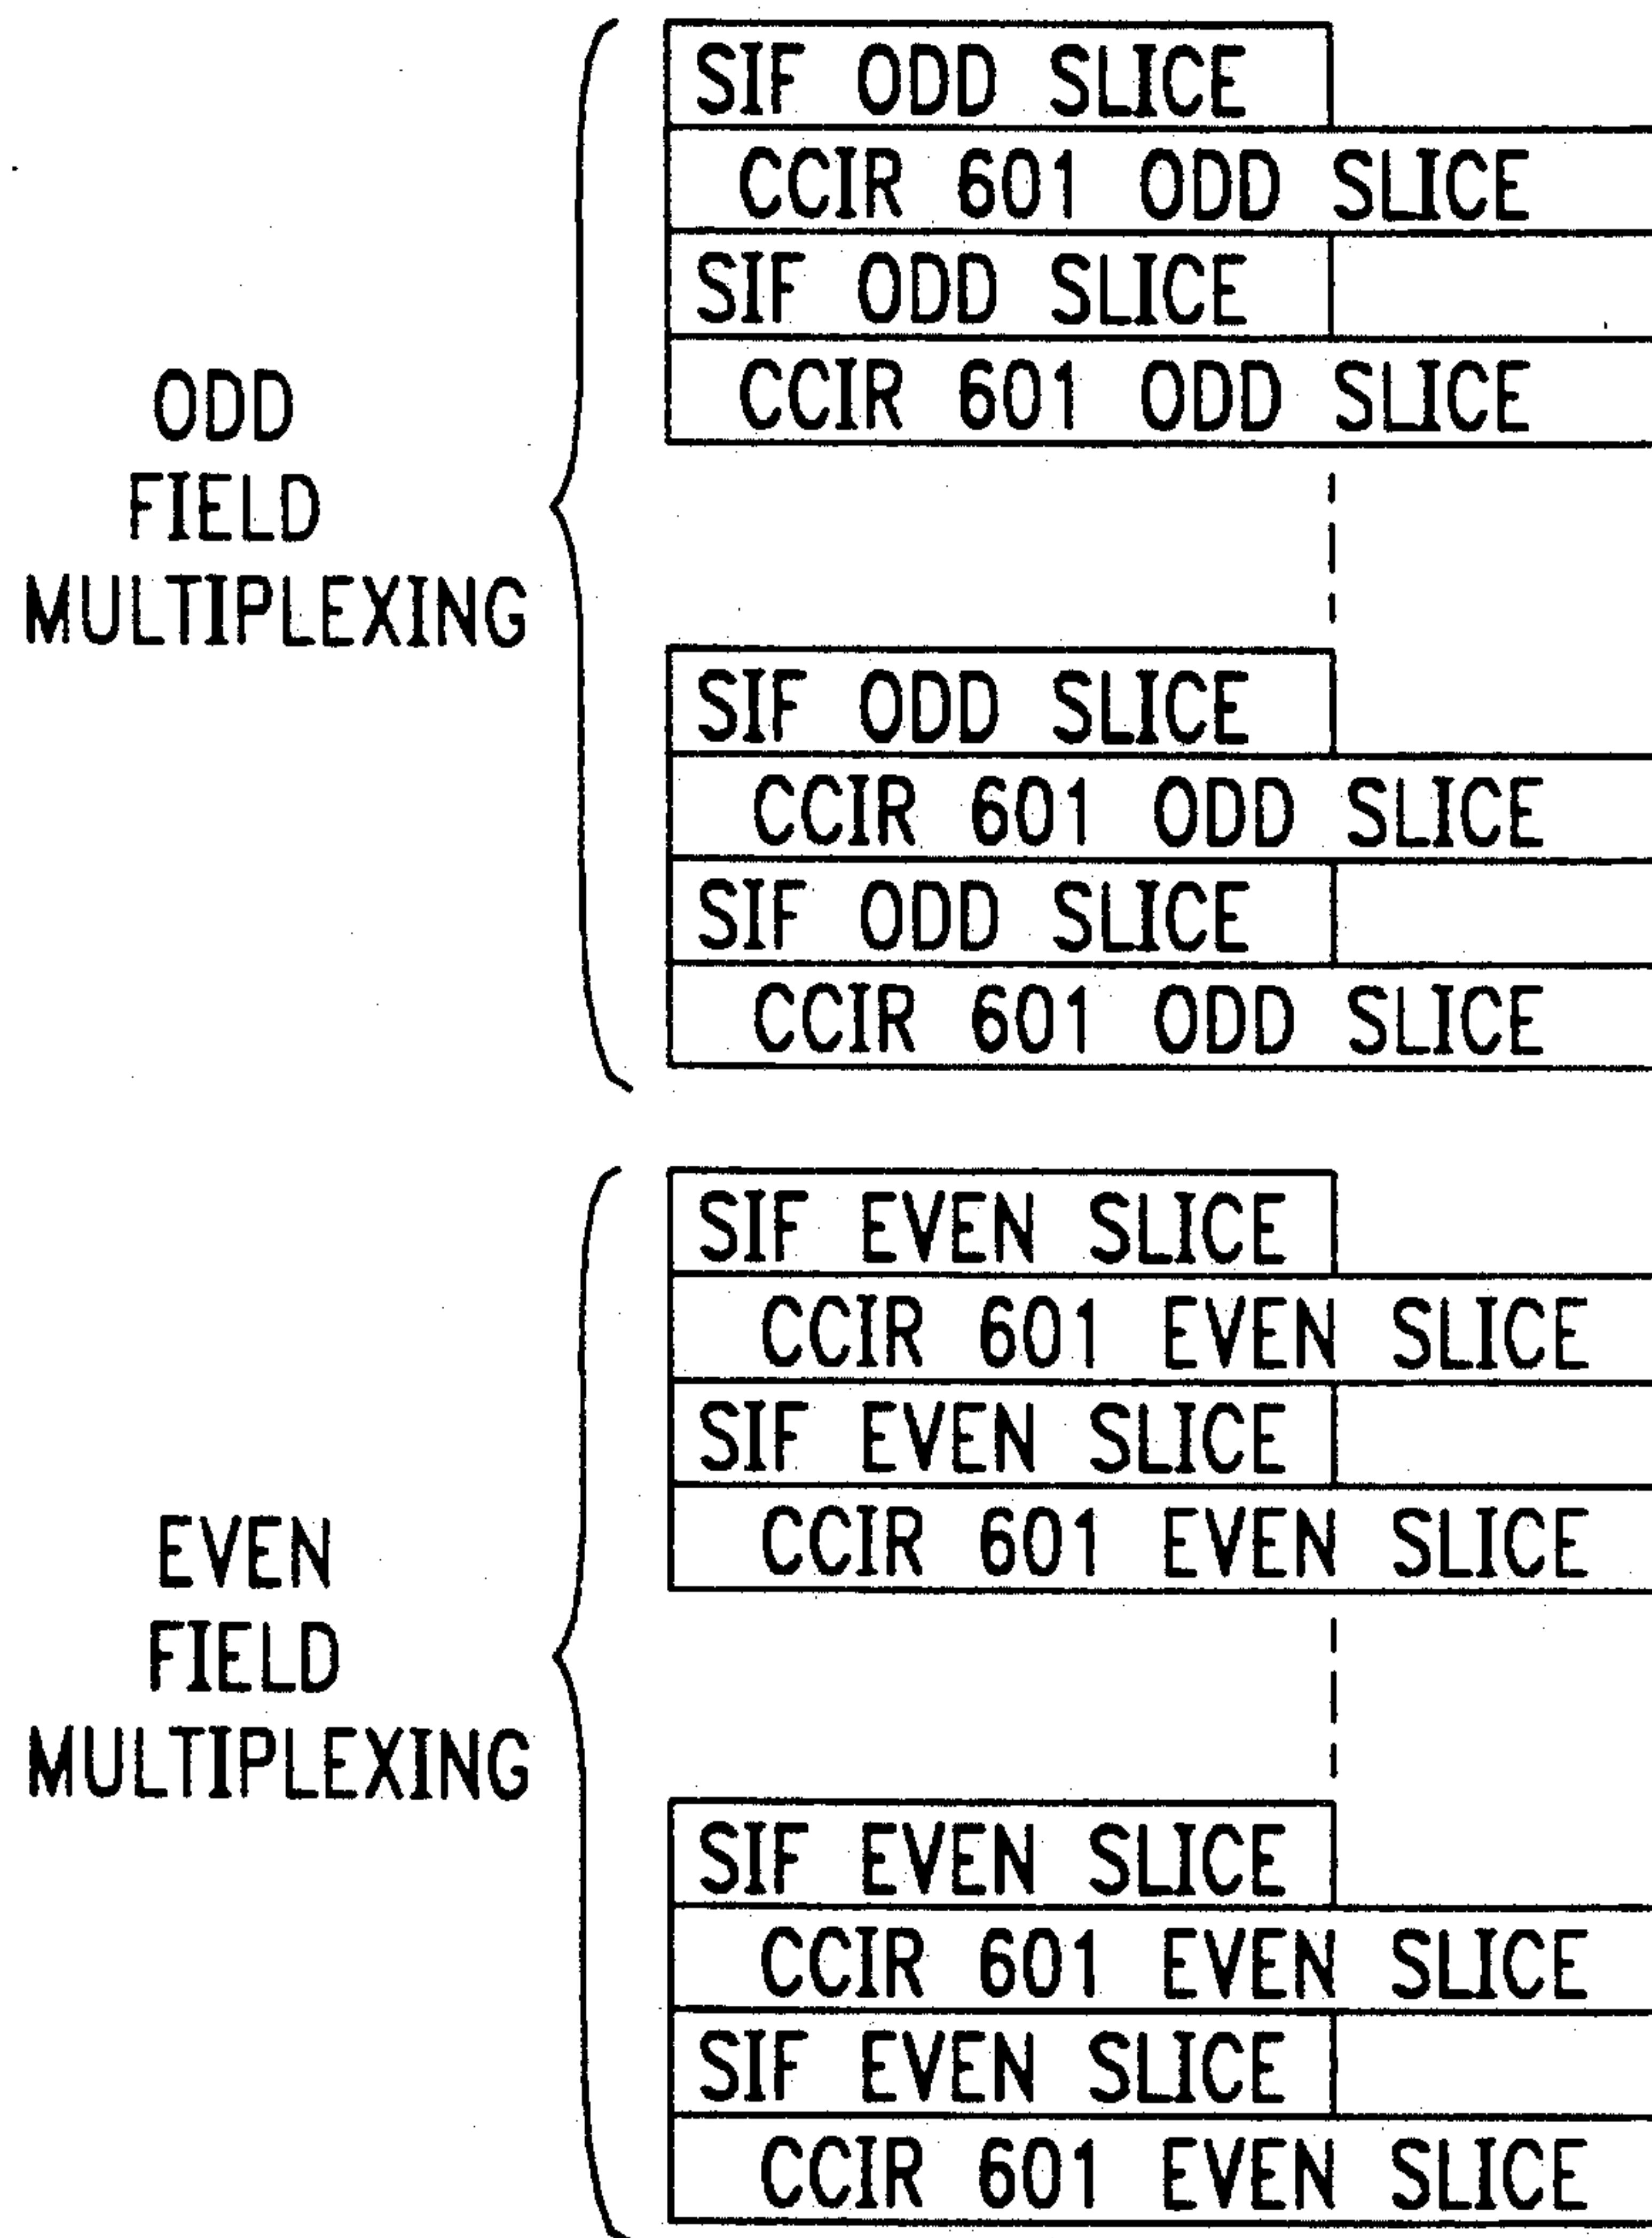 SIF ODD SLICE
CCIR 601 ODD SLICE
SIF ODD SLICE
CCIR 601 ODD SLICE
ODD
FIELD
MULTIPLEXING
SIF ODD SLICE
CCIR 601 ODD SLICE
SIF ODD SLICE
CCIR 601 ODD SLICE
SIF EVEN SLICE
CCIR 601 EVEN SLICE
SIF EVEN SLICE
CCIR 601 EVEN SLICE
EVEN
FIELD
MULTIPLEXING
SIF EVEN SLICE
CCIR 601 EVEN SLICE
SIF EVEN SLICE
CCIR 601 EVEN SLICE